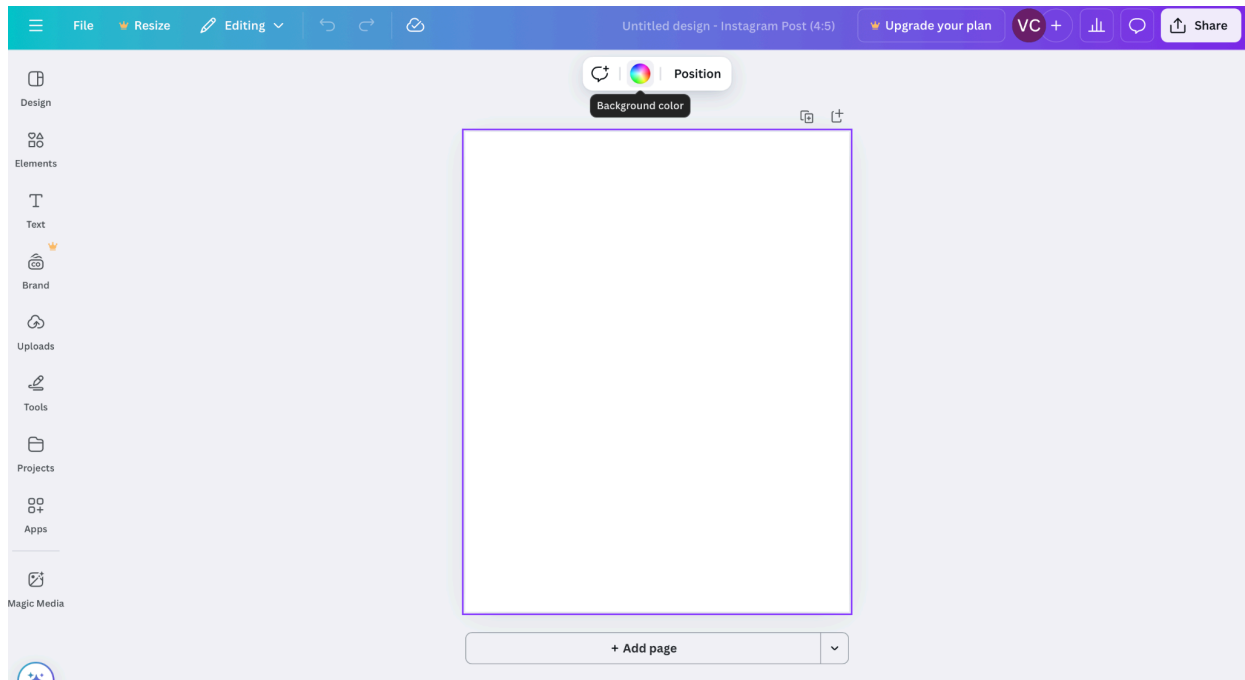 File Resize Editing Untitled design - Instagram Post (4:5) Upgrade your plan VC + Share
Position
Background color
Design
Elements
Text
CO
Brand
Uploads
Tools
Projects
Apps
Magic Media
+ Add page